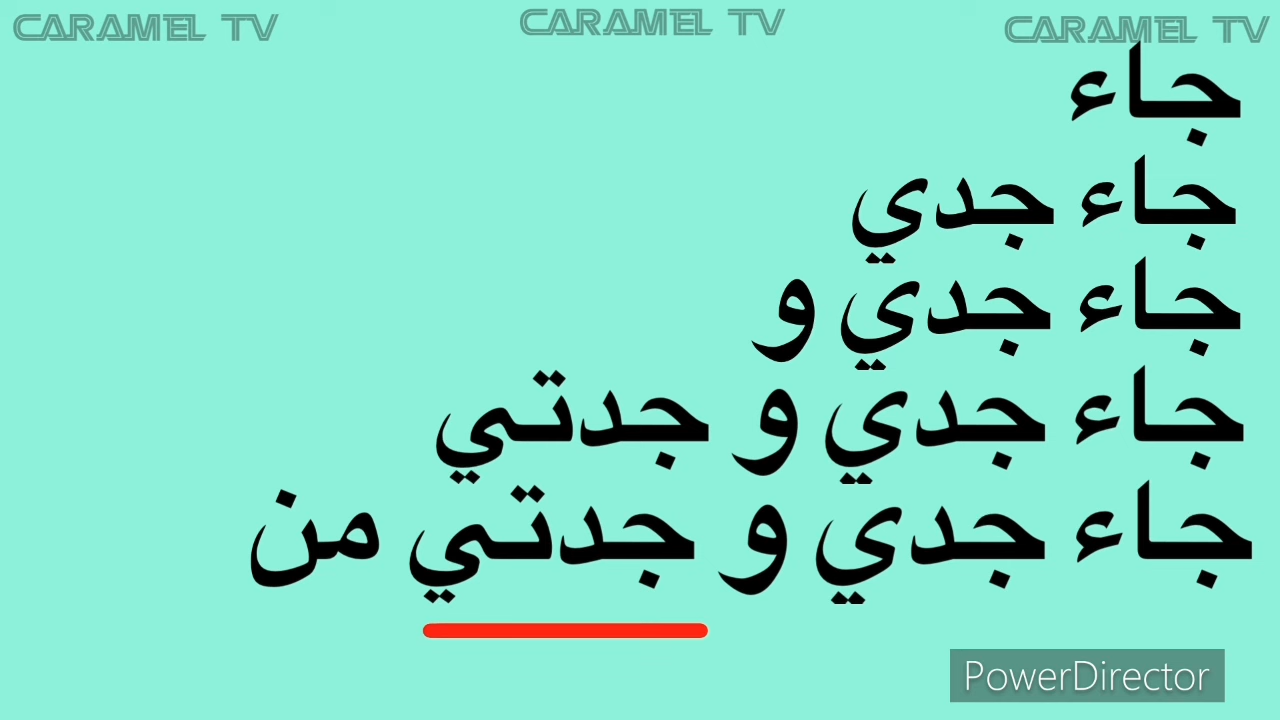 CARAMEL TV CARAMEL TV CARAMEL TV
جاء
جاء جدي
جاء جدي و
جاء جدي و جدتي
جاء جدي و جدتي من
PowerDirector